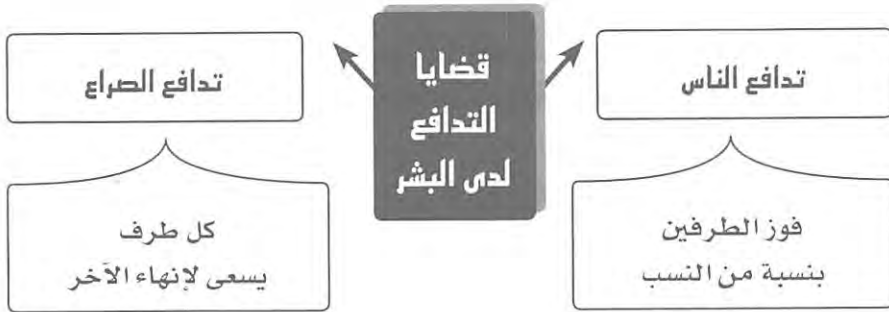 قضايا
التدافع
لدى البشر
تدافع الناس
تدافع الصراع
فوز الطرفين
بنسبة من النسب
كل طرف
يسعى لإنهاء الآخر